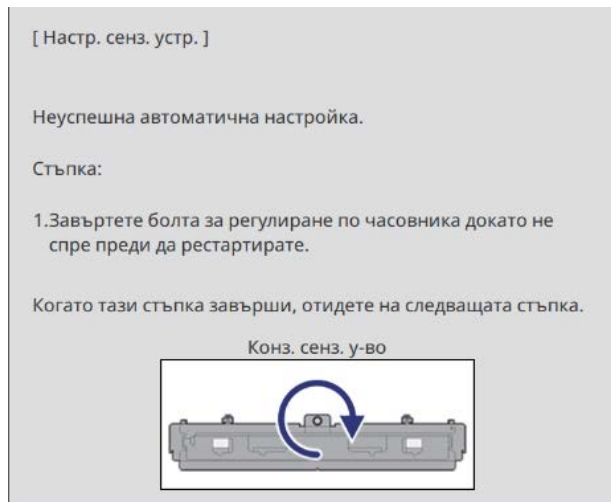 [ Настр. сенз. устр. ]
Неуспешна автоматична настройка.
Стъпка:
1.Завъртете болта за регулиране по часовника докато не
спре преди да рестартирате.
Когато тази стъпка завърши, отидете на следващата стъпка.
Конз. сенз. у-во